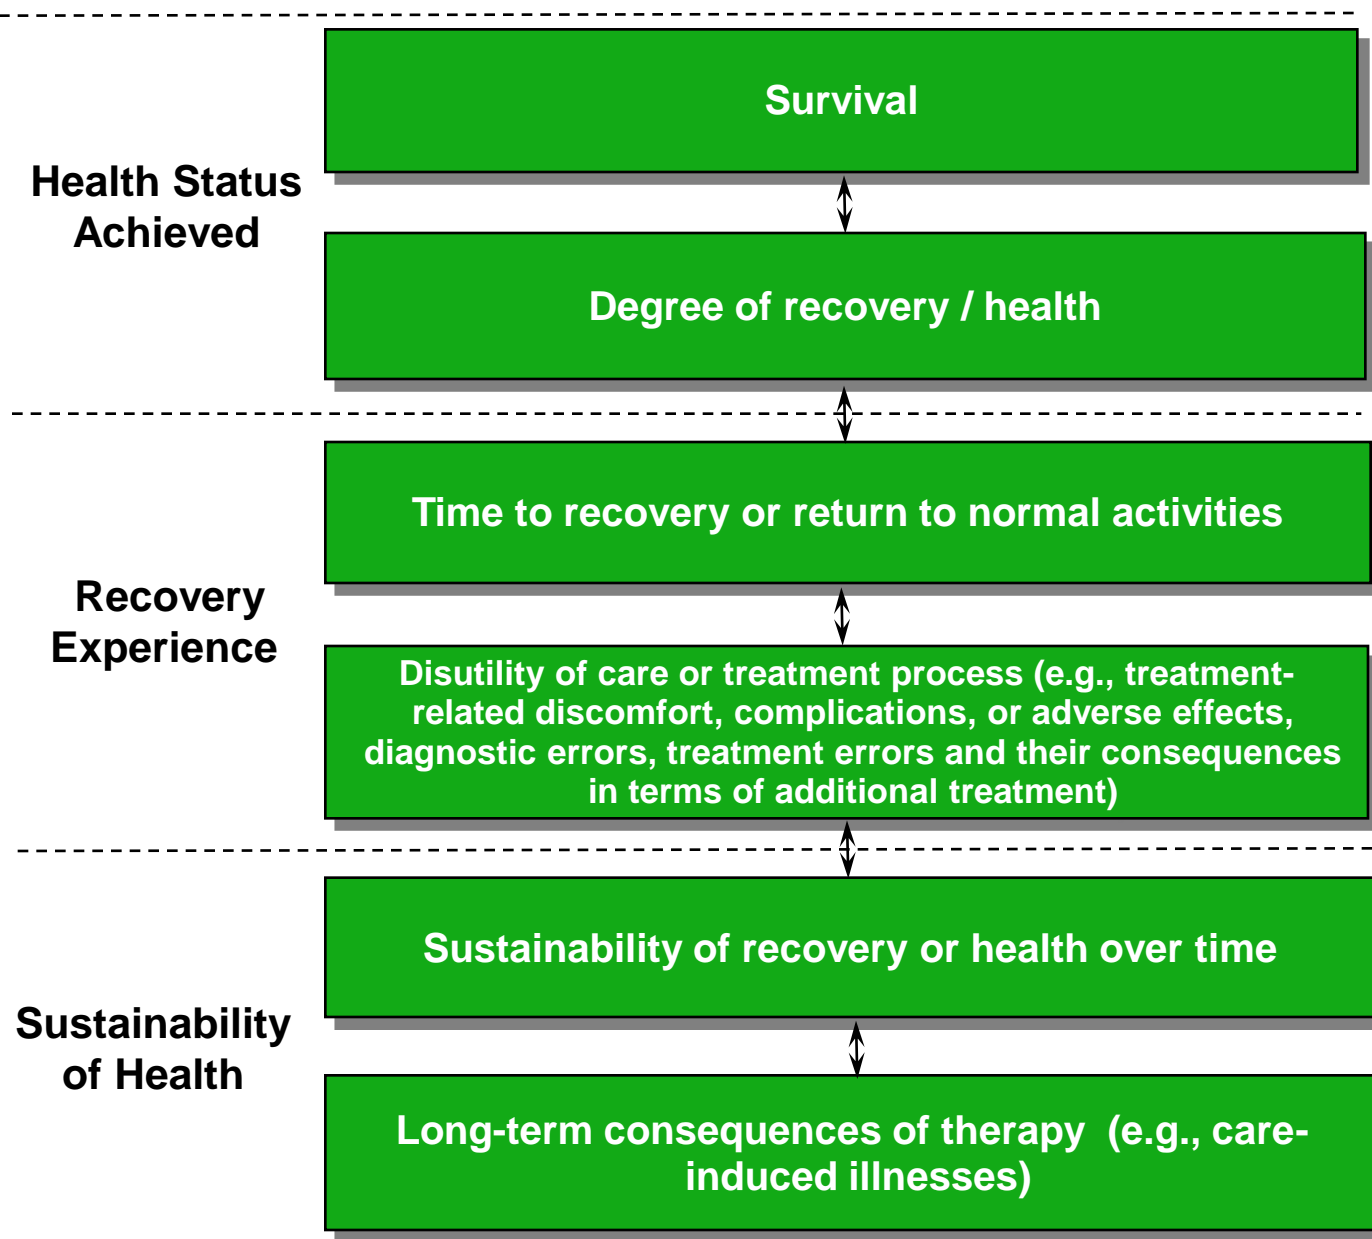 Survival
Health Status
Achieved
Degree of recovery / health
Time to recovery or return to normal activities
Recovery
Experience
Disutility of care or treatment process (e.g., treatment-
related discomfort, complications, or adverse effects,
diagnostic errors, treatment errors and their consequences
in terms of additional treatment)
Sustainability of recovery or health over time
Sustainability
of Health
Long-term consequences of therapy  (e.g., care-
induced illnesses)